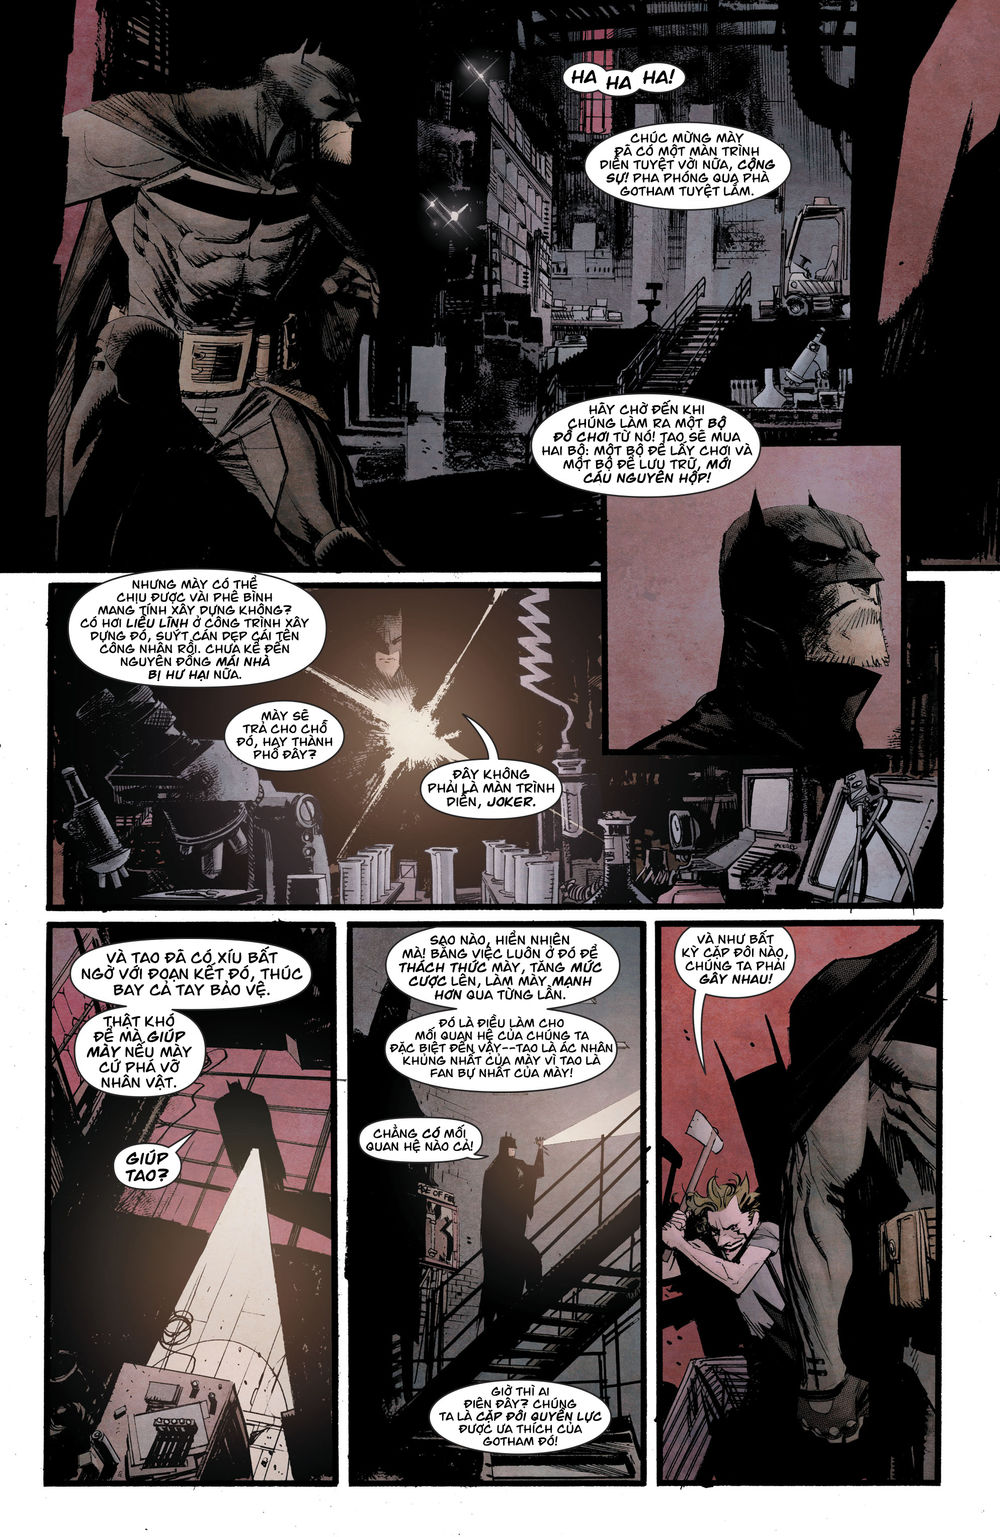 HA
HA
HA!
CHÚC MỪNG MÀY
ĐÃ CÓ MỘT MÀN TRÌNH
DIỄN TUYỆT VỜI NỮA, CỘNG
SỰ! PHA PHÓNG QUA PHÀ
GOTHAM TUYỆT LẮM.
HÃY CHỜ ĐẾN KHI
CHÚNG LÀM RA MỘT BỘ
ĐỒ CHƠI TỪ NÓ! TAO SẼ MUA
HAI BỘ: MỘT BỘ ĐỂ LẤY CHƠI VÀ
MỘT BỘ ĐỂ LƯU TRỮ, MỚI
CÁU NGUYÊN HỘP!
NHƯNG MÀY CÓ THỂ
CHỊU ĐƯỢC VÀI PHÊ BÌNH
MANG TÍNH XÂY DỰNG KHÔNG?
CÓ HƠI LIỀU LĨNH Ở CÔNG TRÌNH XÂY
DỰNG ĐÓ, SUÝT CÁN DẸP CÁI TÊN
CÔNG NHÂN RỒI. CHƯA KỂ ĐẾN
NGUYÊN ĐỐNG MÁI NHÀ
BỊ HƯ HẠI NỮA.
MÀY SẼ
TRẢ CHO CHỖ
ĐÓ, HAY THÀNH
PHỐ ĐÂY?
ĐÂY KHÔNG
PHẢI LÀ MÀN TRÌNH
DIỄN, JOKER.
VÀ TAO ĐÃ CÓ XÍU BẤT
NGỜ VỚI ĐOẠN KẾT ĐÓ, THÚC
BAY CẢ TAY BẢO VỆ.
THẬT KHÓ
ĐỂ MÀ GIÚP
MÀY NẾU MÀY
CỨ PHÁ VỠ
NHÂN VẬT.
GIÚP
TAO?
SAO NÀO, HIỂN NHIÊN
MÀ! BẰNG VIỆC LUÔN Ở ĐÓ ĐỂ
THÁCH THỨC MÀY, TĂNG MỨC
CƯỢC LÊN, LÀM MÀY MẠNH
HƠN QUA TỪNG LẦN.
ĐÓ LÀ ĐIỀU LÀM CHO
MỐI QUAN HỆ CỦA CHÚNG TA
ĐẶC BIỆT ĐẾN VẬY--TAO LÀ ÁC NHÂN
KHỦNG NHẤT CỦA MÀY VÌ TAO LÀ
FAN BỰ NHẤT CỦA MÀY!
CHẲNG CÓ MỐI
QUAN HỆ NÀO CẢ!
GIỜ THÌ AI
ĐIÊN ĐÂY? CHÚNG
TA LÀ CẶP ĐÔI QUYỀN LỰC
ĐƯỢC ƯA THÍCH CỦA
GOTHAM ĐÓ!
VÀ NHƯ BẤT
KỲ CẶP ĐÔI NÀO,
CHÚNG TA PHẢI
GÂY NHAU!